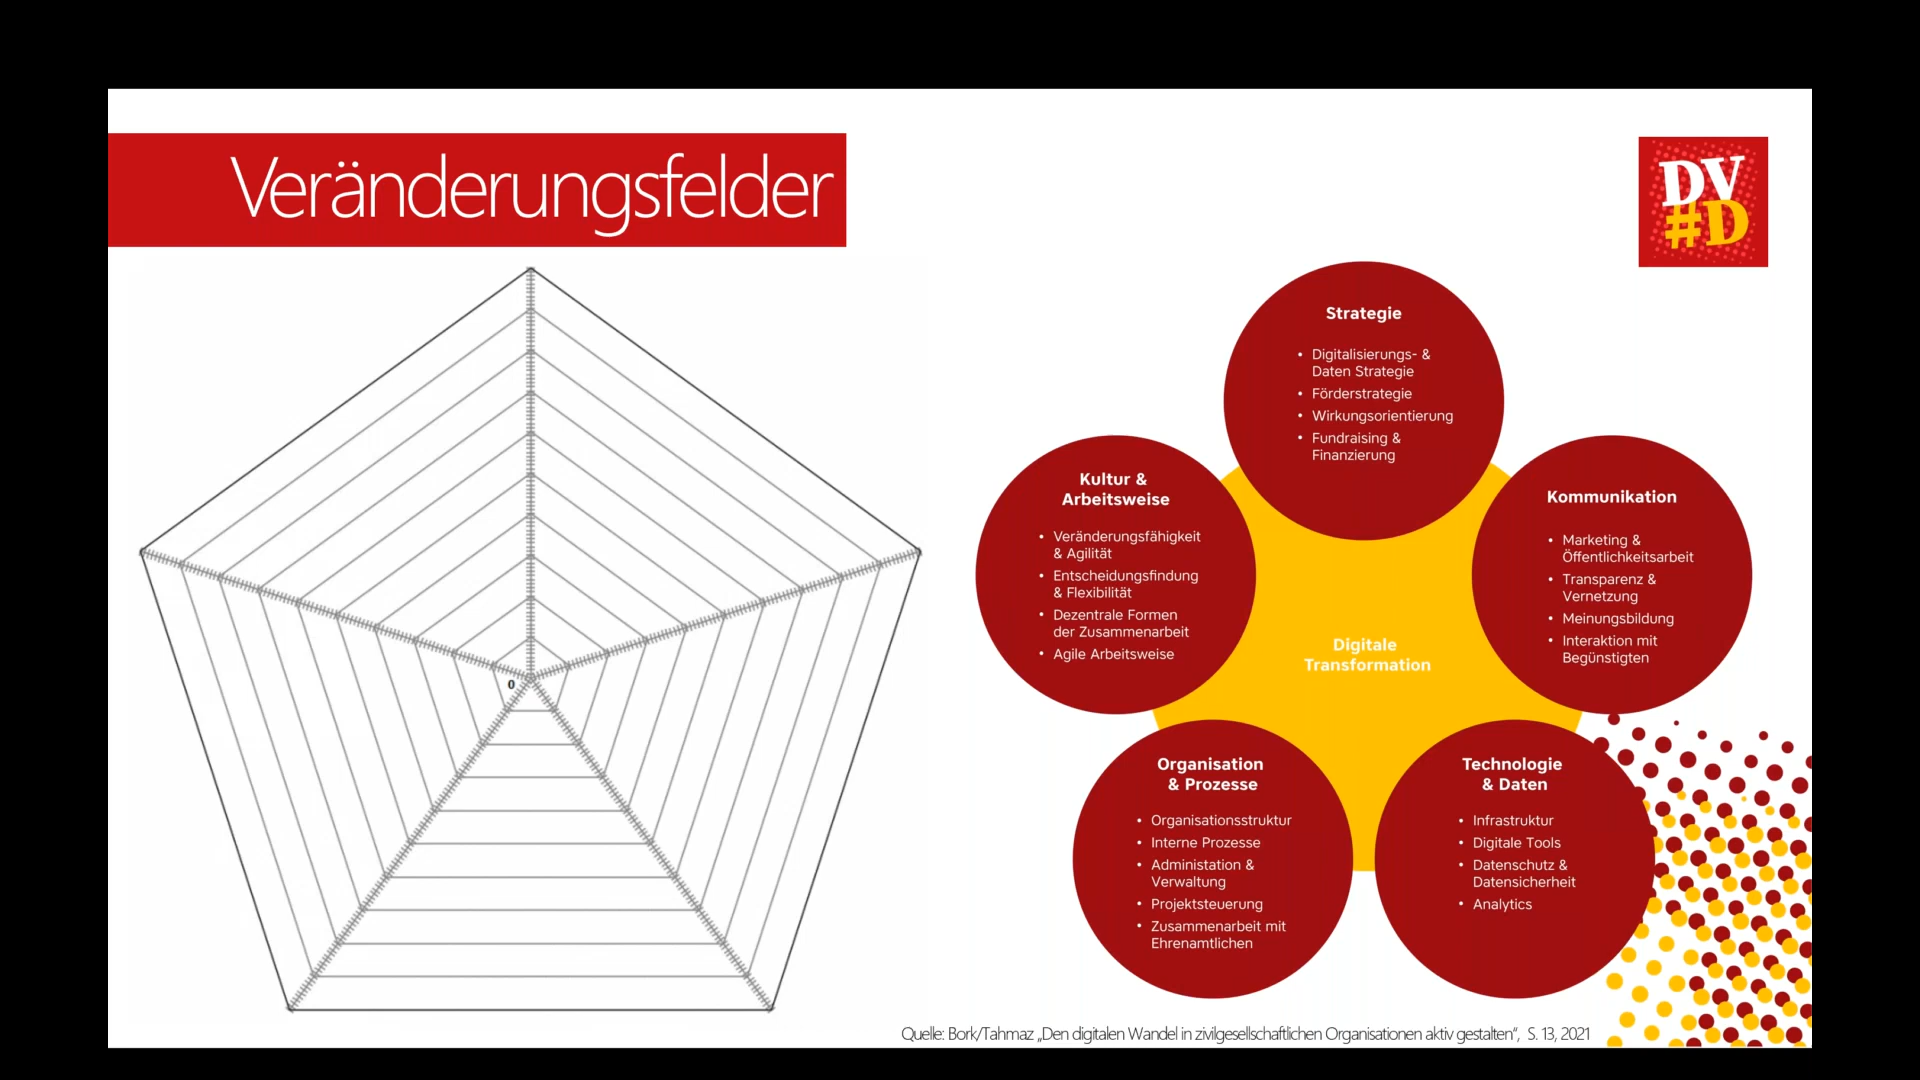 Veränderungsfelder
DV
#D
0
Strategie
• Digitalisierungs- &
Daten Strategie
• Förderstrategie
• Wirkungsorientierung
• Fundraising &
Finanzierung
Kultur &
Arbeitsweise
• Veränderungsfähigkeit
& Agilität
• Entscheidungsfindung
& Flexibilität
• Dezentrale Formen
der Zusammenarbeit
• Agile Arbeitsweise
Kommunikation
• Marketing &
Öffentlichkeitsarbeit
• Transparenz &
Vernetzung
• Meinungsbildung
• Interaktion mit
Begünstigten
Digitale
Transformation
Organisation
& Prozesse
• Organisationsstruktur
• Interne Prozesse
• Administation &
Verwaltung
• Projektsteuerung
• Zusammenarbeit mit
Ehrenamtlichen
Technologie
& Daten
• Infrastruktur
• Digitale Tools
• Datenschutz &
Datensicherheit
• Analytics
Quelle: Bork/Tahmaz „Den digitalen Wandel in zivilgesellschaftlichen Organisationen aktiv gestalten“, S. 13, 2021